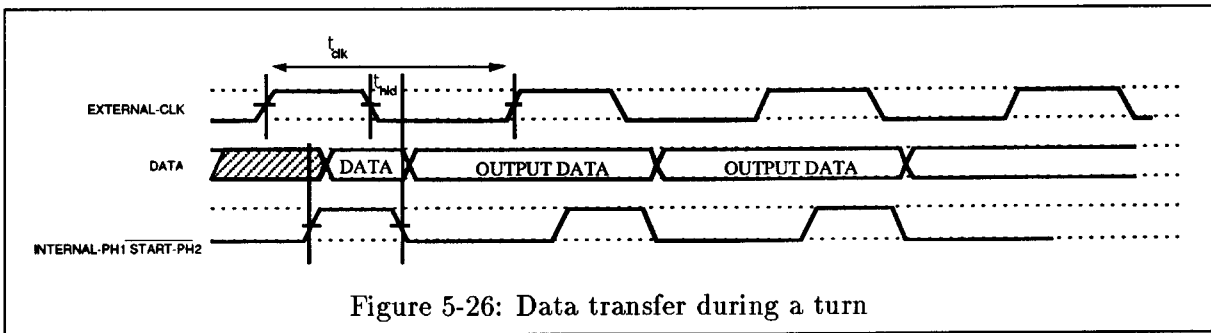 t_clk
t_hld
EXTERNAL-CLK
DATA
DATA
OUTPUT DATA
OUTPUT DATA
INTERNAL-PH1 START-PH2
Figure 5-26: Data transfer during a turn